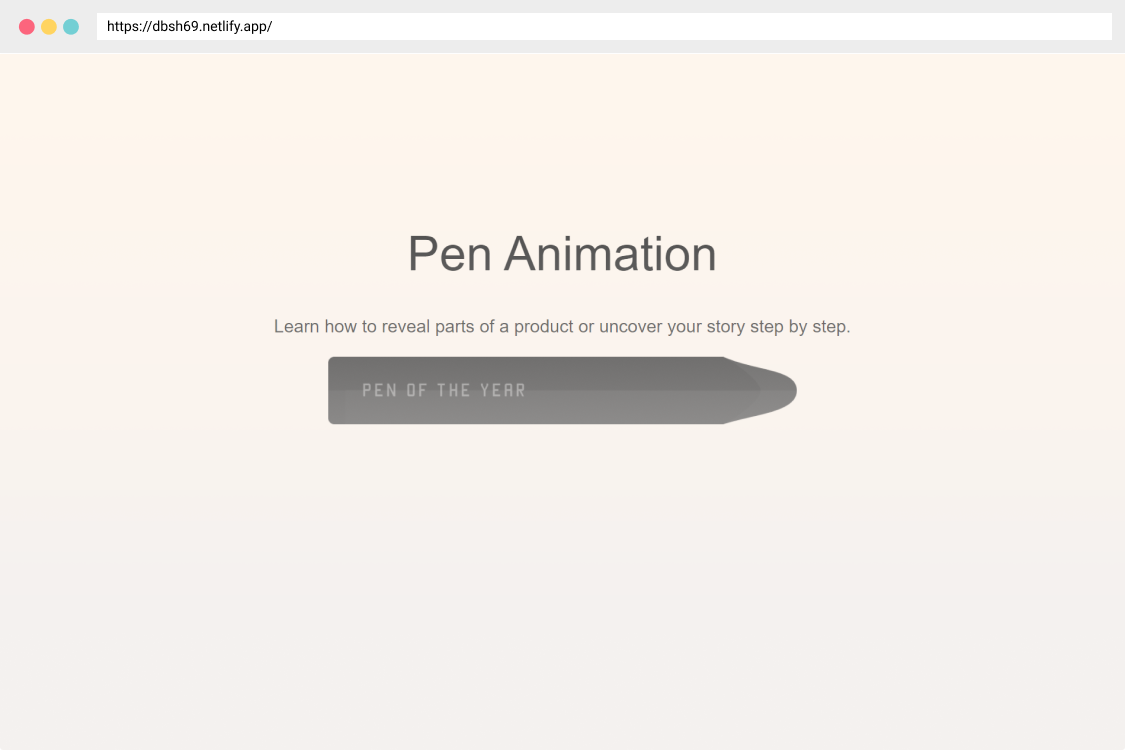 https://dbsh69.netlify.app/
Pen Animation
Learn how to reveal parts of a product or uncover your story step by step.
PEN OF THE YEAR